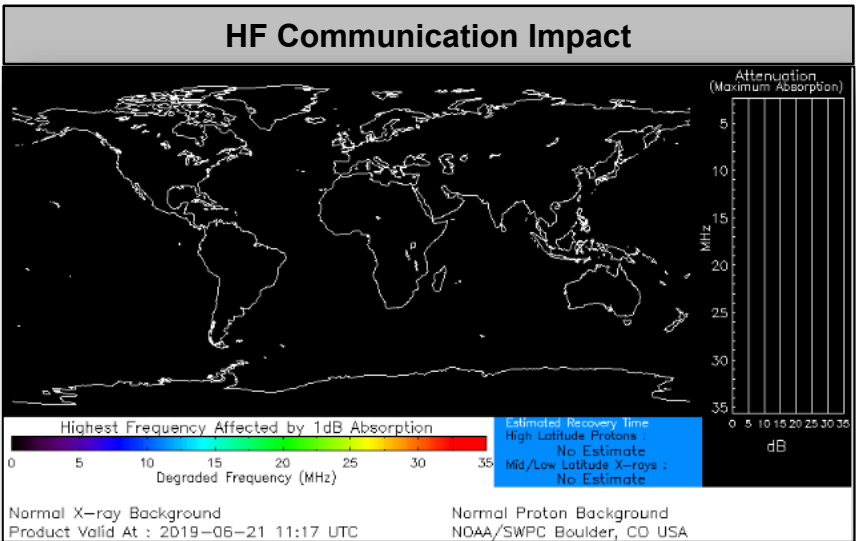 HF Communication Impact
Attenuation
(Maximum Absorption)
5
10
15
MHz
20
25
30
35
0 5 10 15 20 25 30 35
dB
Highest Frequency Affected by 1dB Absorption
0 5 10 15 20 25 30 35
Degraded Frequency (MHz)
Estimated Recovery Time
High Latitude Protons :
No Estimate
Mid/Low Latitude X-rays :
No Estimate
Normal X-ray Background
Normal Proton Background
Product Valid At : 2019-06-21 11:17 UTC
NOAA/SWPC Boulder, CO USA